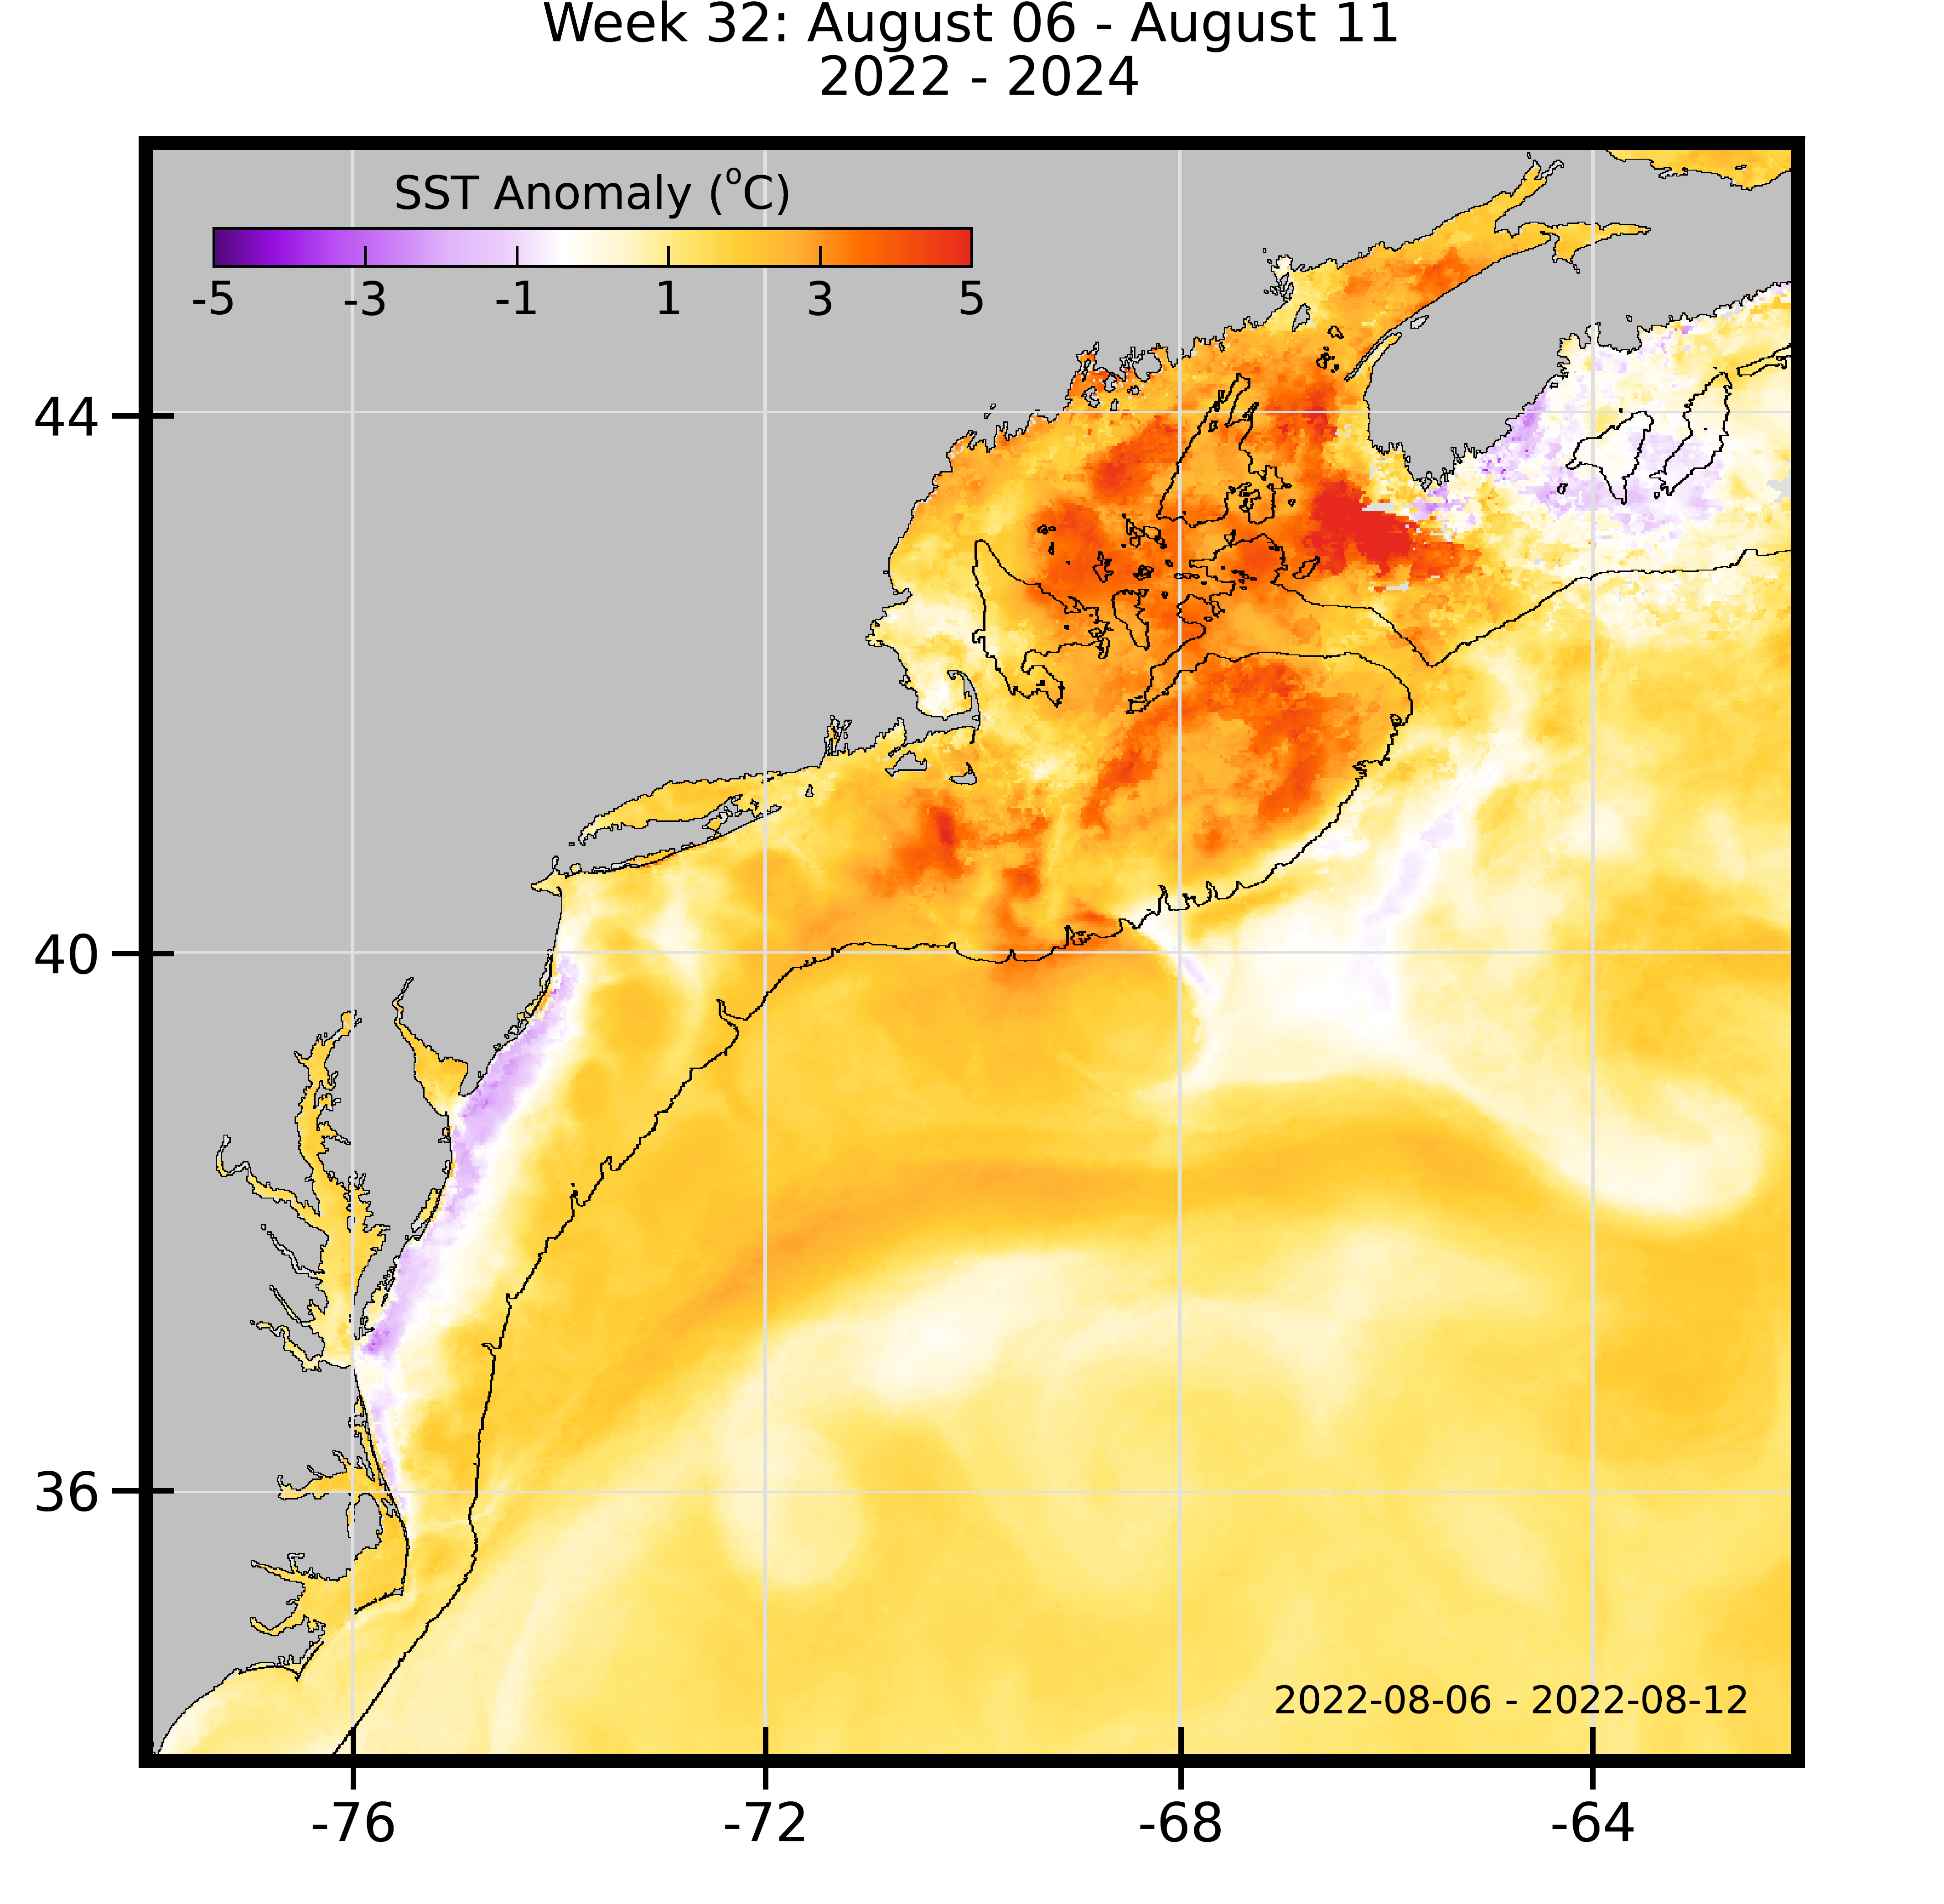 Week 32: August 06 - August 11
2022 - 2024
SST Anomaly (°C)
-5 -3 -1 1 3 5
44
40
36
2022-08-06 - 2022-08-12
-76 -72 -68 -64